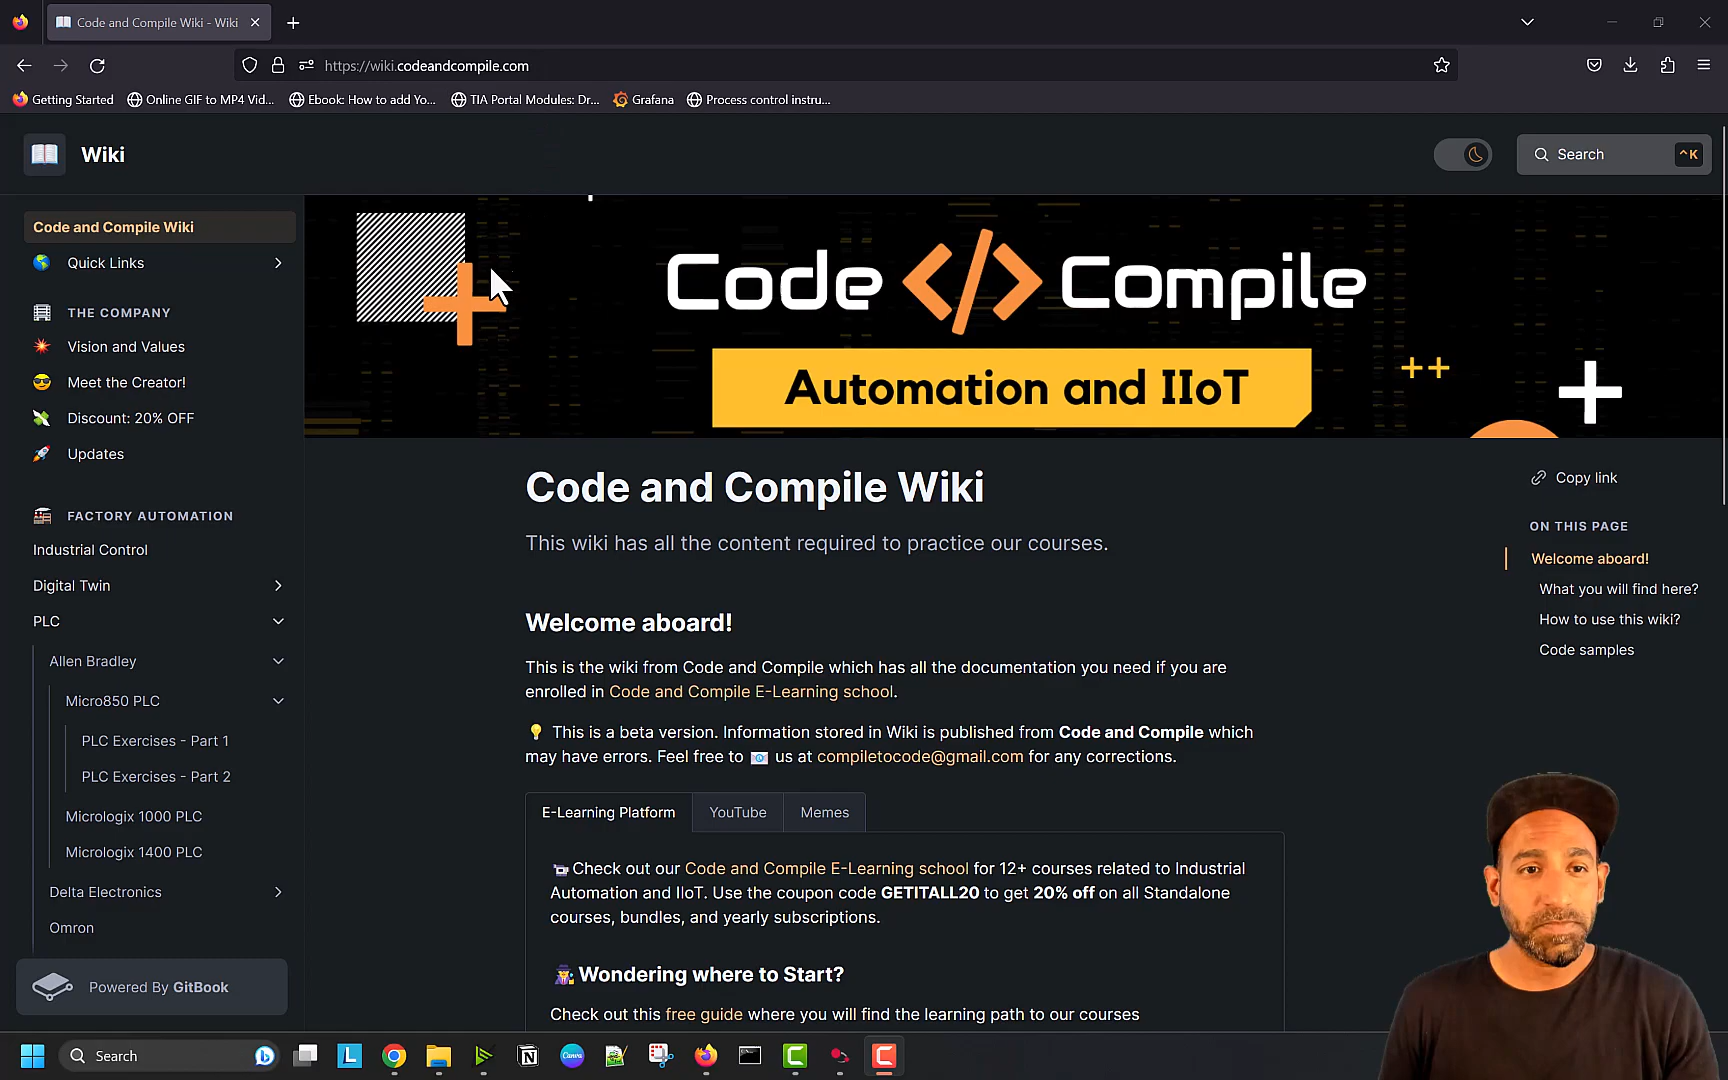 Code and Compile Wiki - Wiki
https://wiki.codeandcompile.com
Getting Started
Online GIF to MP4 Vid...
Ebook: How to add Yo...
TIA Portal Modules: Dr...
Grafana
Process control instru...
Wiki
Search
^K
Code and Compile Wiki
Quick Links
THE COMPANY
Vision and Values
Meet the Creator!
Discount: 20% OFF
Updates
FACTORY AUTOMATION
Industrial Control
Digital Twin
PLC
Allen Bradley
Micro850 PLC
PLC Exercises - Part 1
PLC Exercises - Part 2
Micrologix 1000 PLC
Micrologix 1400 PLC
Delta Electronics
Omron
Powered By GitBook
Code </> Compile
Automation and IIoT
++
Code and Compile Wiki
This wiki has all the content required to practice our courses.
Welcome aboard!
This is the wiki from Code and Compile which has all the documentation you need if you are
enrolled in Code and Compile E-Learning school.
This is a beta version. Information stored in Wiki is published from Code and Compile which
may have errors. Feel free to 📧 us at compiletocode@gmail.com for any corrections.
E-Learning Platform
YouTube
Memes
Check out our Code and Compile E-Learning school for 12+ courses related to Industrial
Automation and IIoT. Use the coupon code GETITALL20 to get 20% off on all Standalone
courses, bundles, and yearly subscriptions.
Wondering where to Start?
Check out this free guide where you will find the learning path to our courses
Copy link
ON THIS PAGE
Welcome aboard!
What you will find here?
How to use this wiki?
Code samples
Search
L
Canva